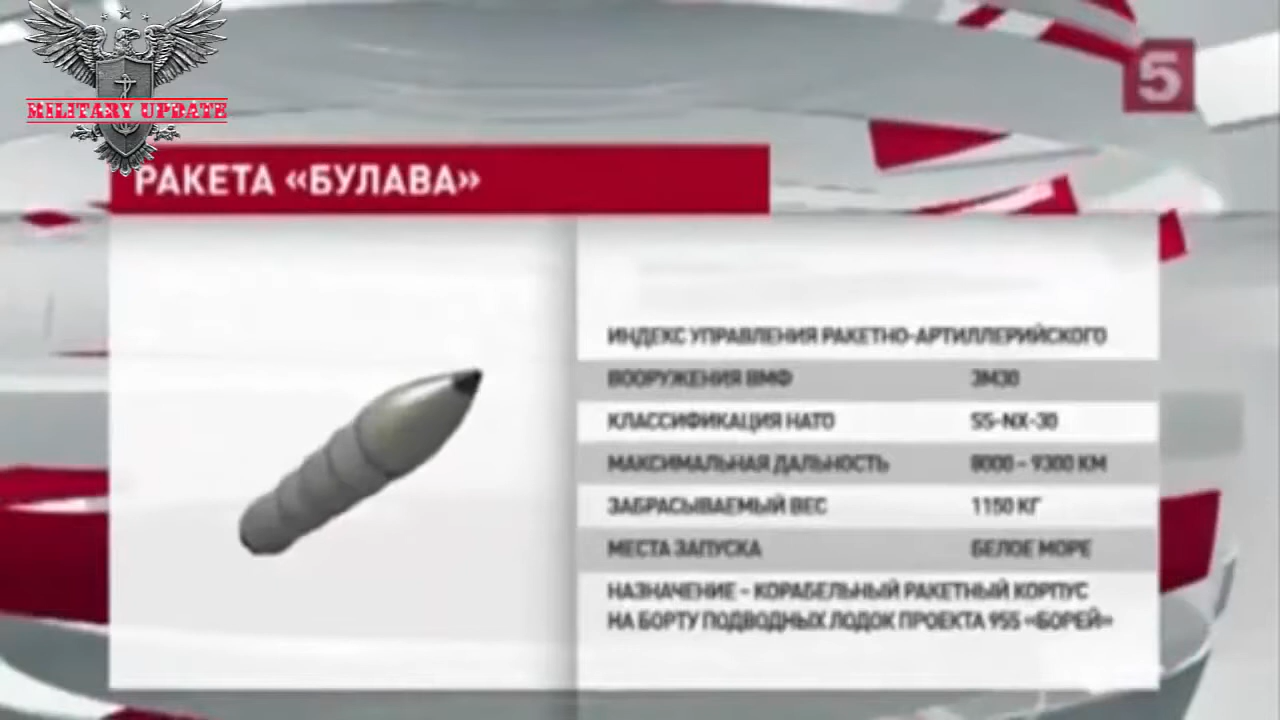 MILITARY UPDATE
5
РАКЕТА «БУЛАВА»
ИНДЕКС УПРАВЛЕНИЯ РАКЕТНО-АРТИЛЛЕРИЙСКОГО
ВООРУЖЕНИЯ ВМФ 3М30
КЛАССИФИКАЦИЯ НАТО SS-NX-30
МАКСИМАЛЬНАЯ ДАЛЬНОСТЬ 8000 – 9300 КМ
ЗАБРАСЫВАЕМЫЙ ВЕС 1150 КГ
МЕСТА ЗАПУСКА БЕЛОЕ МОРЕ
НАЗНАЧЕНИЕ – КОРАБЕЛЬНЫЙ РАКЕТНЫЙ КОРПУС
НА БОРТУ ПОДВОДНЫХ ЛОДОК ПРОЕКТА 955 «БОРЕЙ»